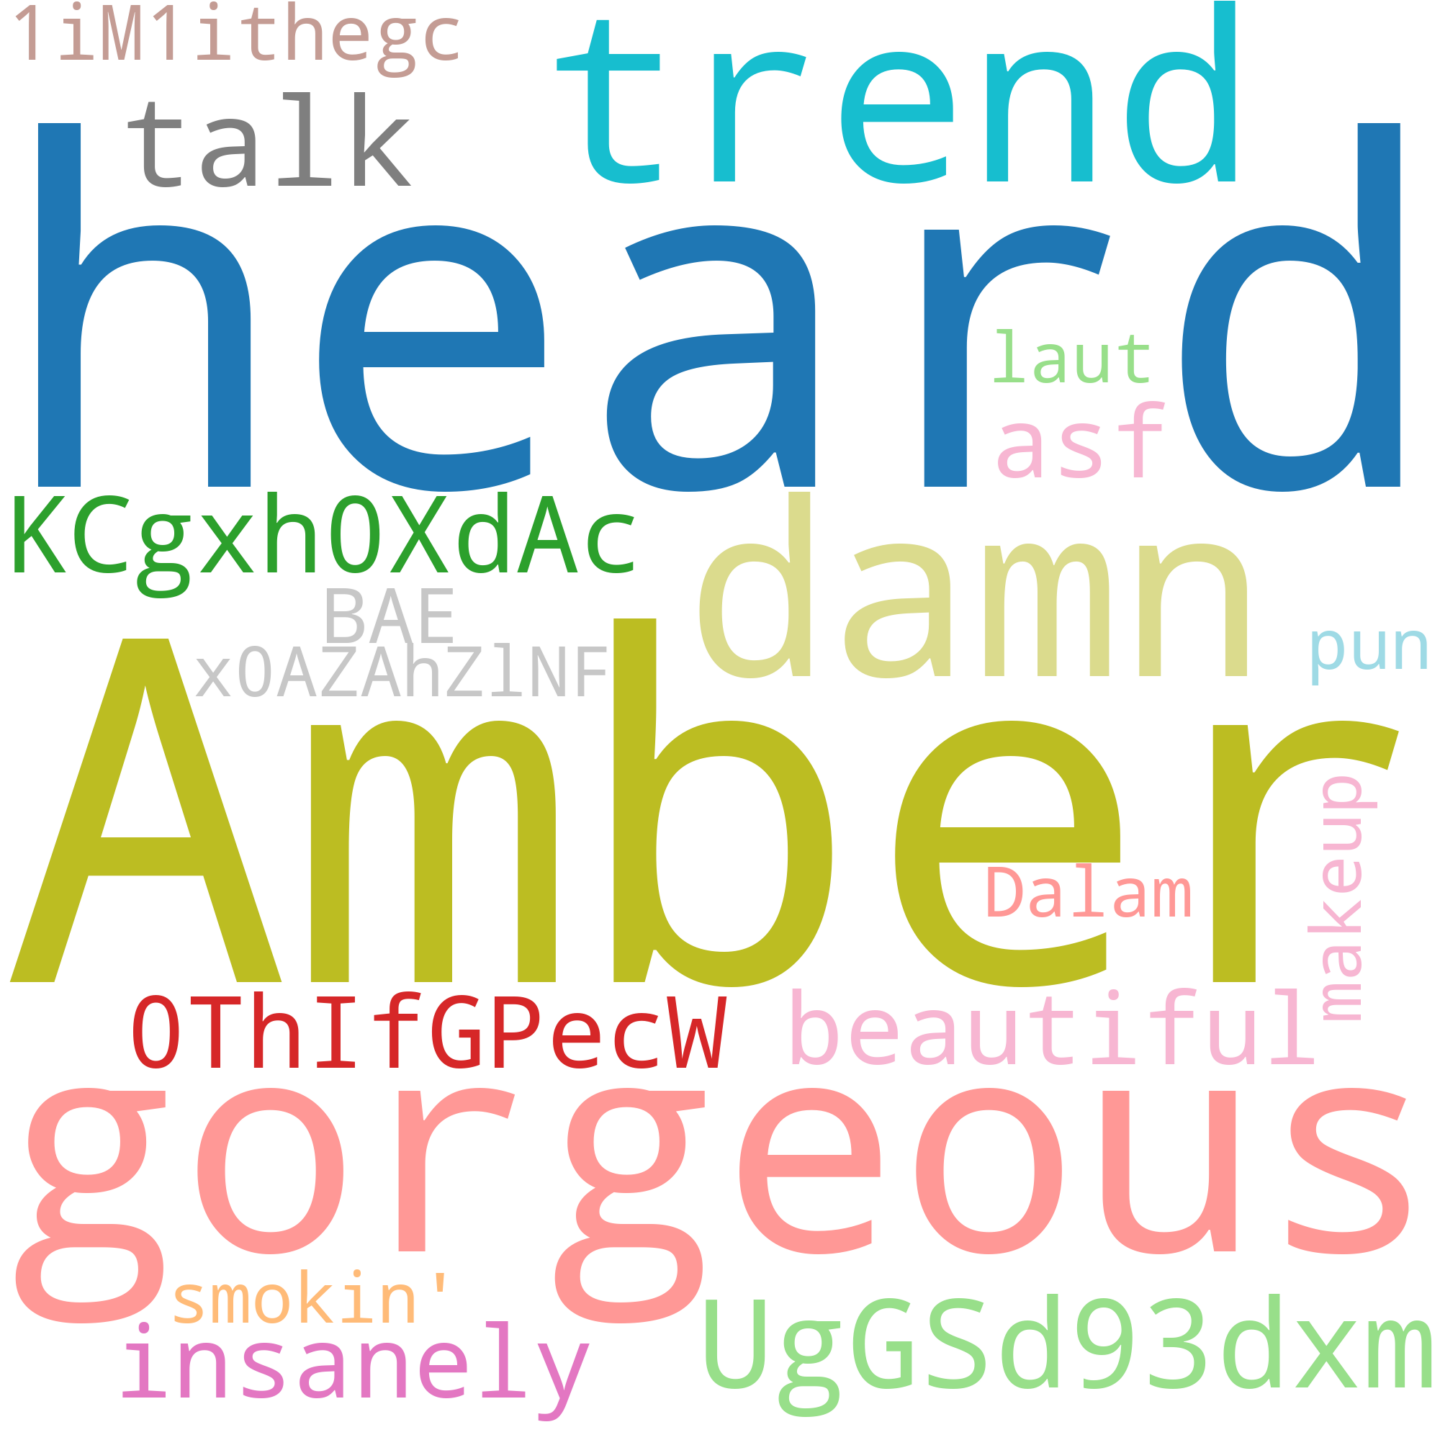 1iM1ithegc
trend
talk
heard
laut
asf
KCgxh0XdAc
damn
BAE
pun
x0AZAhZlNF
Amber
makeup
Dalam
0ThIfGPecW
beautiful
gorgeous
smokin'
UgGSd93dxm
insanely